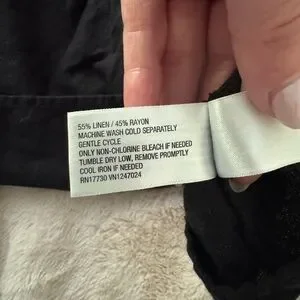 55% LINEN / 45% RAYON
MACHINE WASH COLD SEPARATELY
GENTLE CYCLE
ONLY NON-CHLORINE BLEACH IF NEEDED
TUMBLE DRY LOW, REMOVE PROMPTLY
COOL IRON IF NEEDED
RN17730 VN1247024